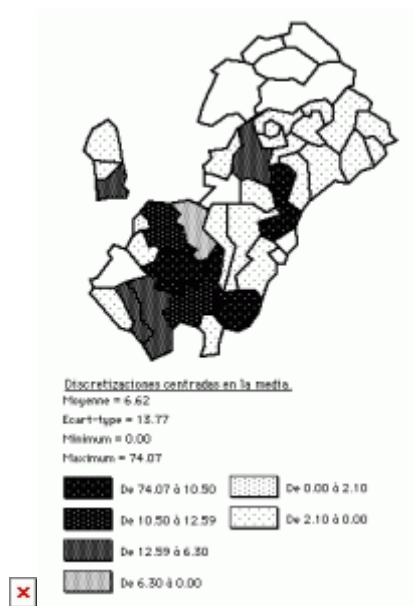 Discretizaciones centradas en la media.
Moyenne = 6.62
Ecart-type = 13.77
Minimum = 0.00
Maximum = 74.07
De 74.07 à 10.50
De 0.00 à 2.10
De 10.50 à 12.59
De 2.10 à 0.00
De 12.59 à 6.30
De 6.30 à 0.00